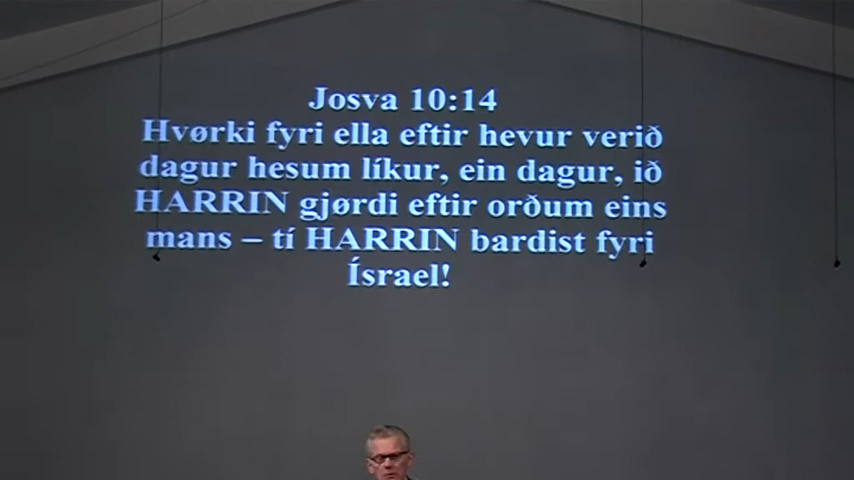 Josva 10:14
Hvørki fyri ella eftir hevur verið
dagur hesum líkur, ein dagur, ið
HARRIN gjørdi eftir orðum eins
mans – tí HARRIN bardist fyri
Ísrael!